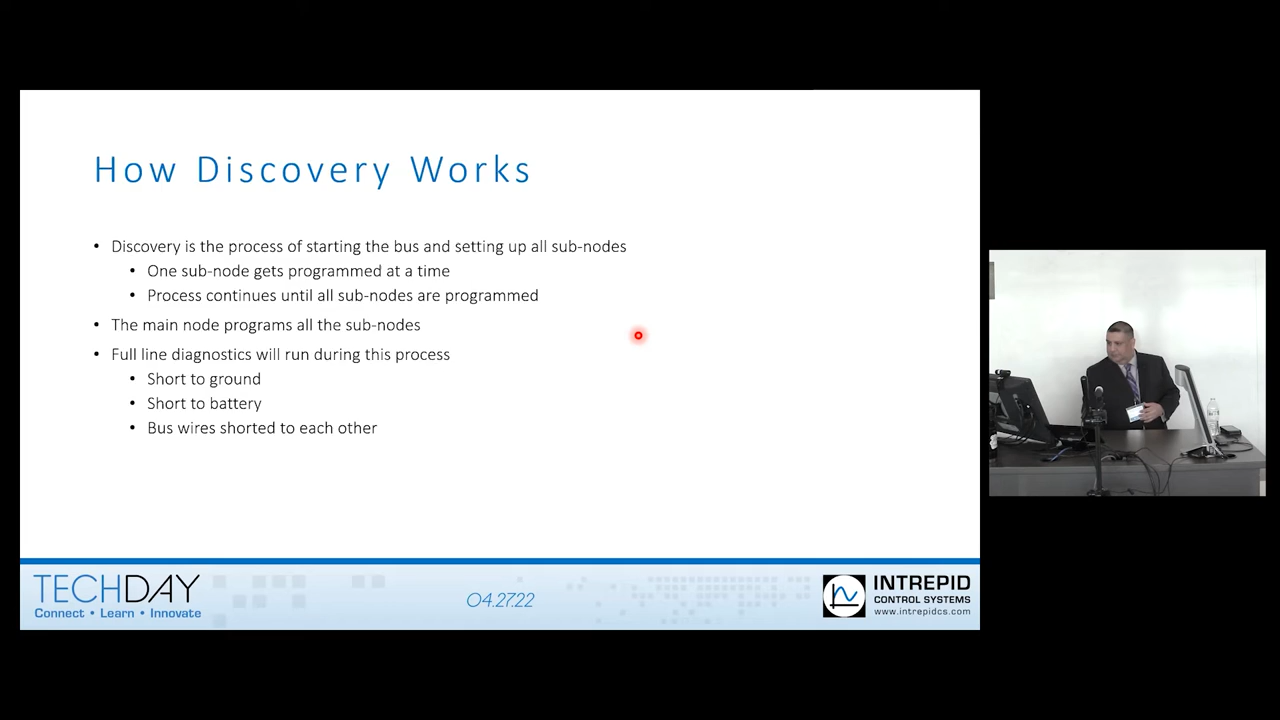 How Discovery Works
• Discovery is the process of starting the bus and setting up all sub-nodes
• One sub-node gets programmed at a time
• Process continues until all sub-nodes are programmed
• The main node programs all the sub-nodes
• Full line diagnostics will run during this process
• Short to ground
• Short to battery
• Bus wires shorted to each other
TECHDAY
Connect • Learn • Innovate
04.27.22
INTREPID
CONTROL SYSTEMS
www.intrepidcs.com